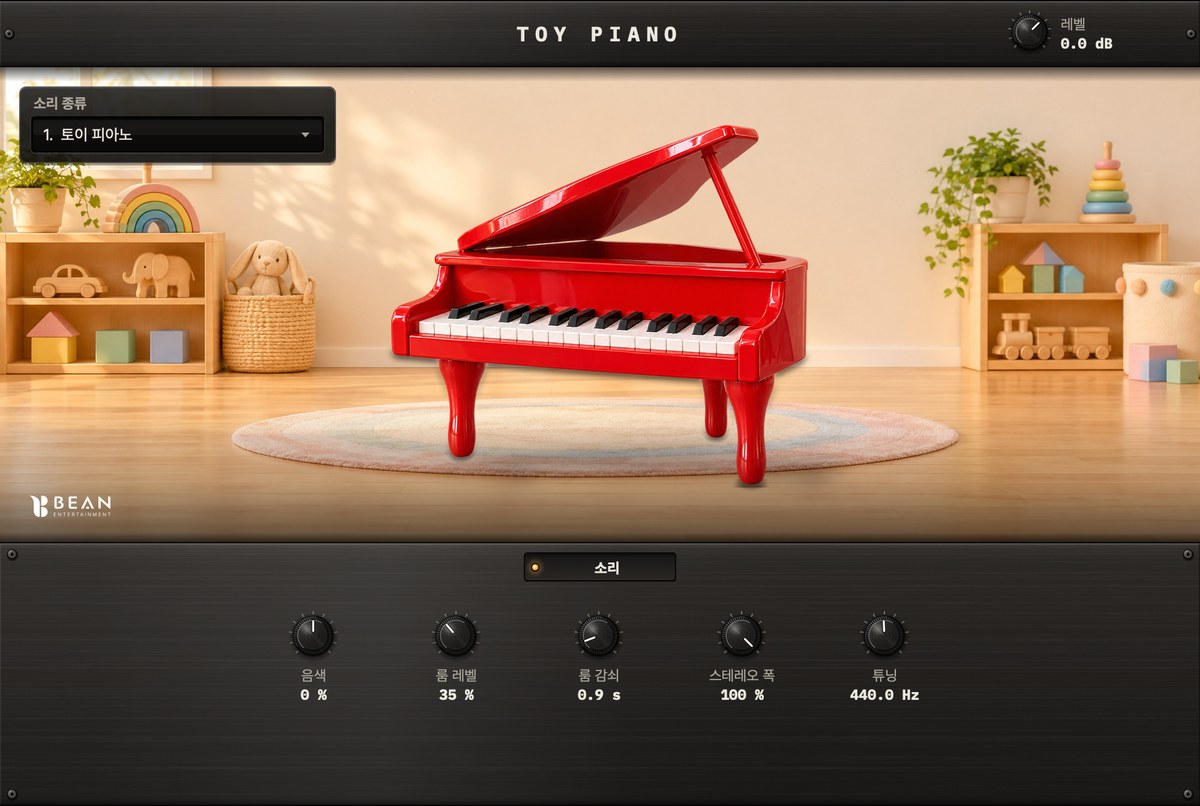 TOY PIANO
레벨
0.0 dB
소리 종류
1. 토이 피아노
BEAN
ENTERTAINMENT
소리
음색
0 %
룸 레벨
35 %
룸 감쇠
0.9 s
스테레오 폭
100 %
튜닝
440.0 Hz